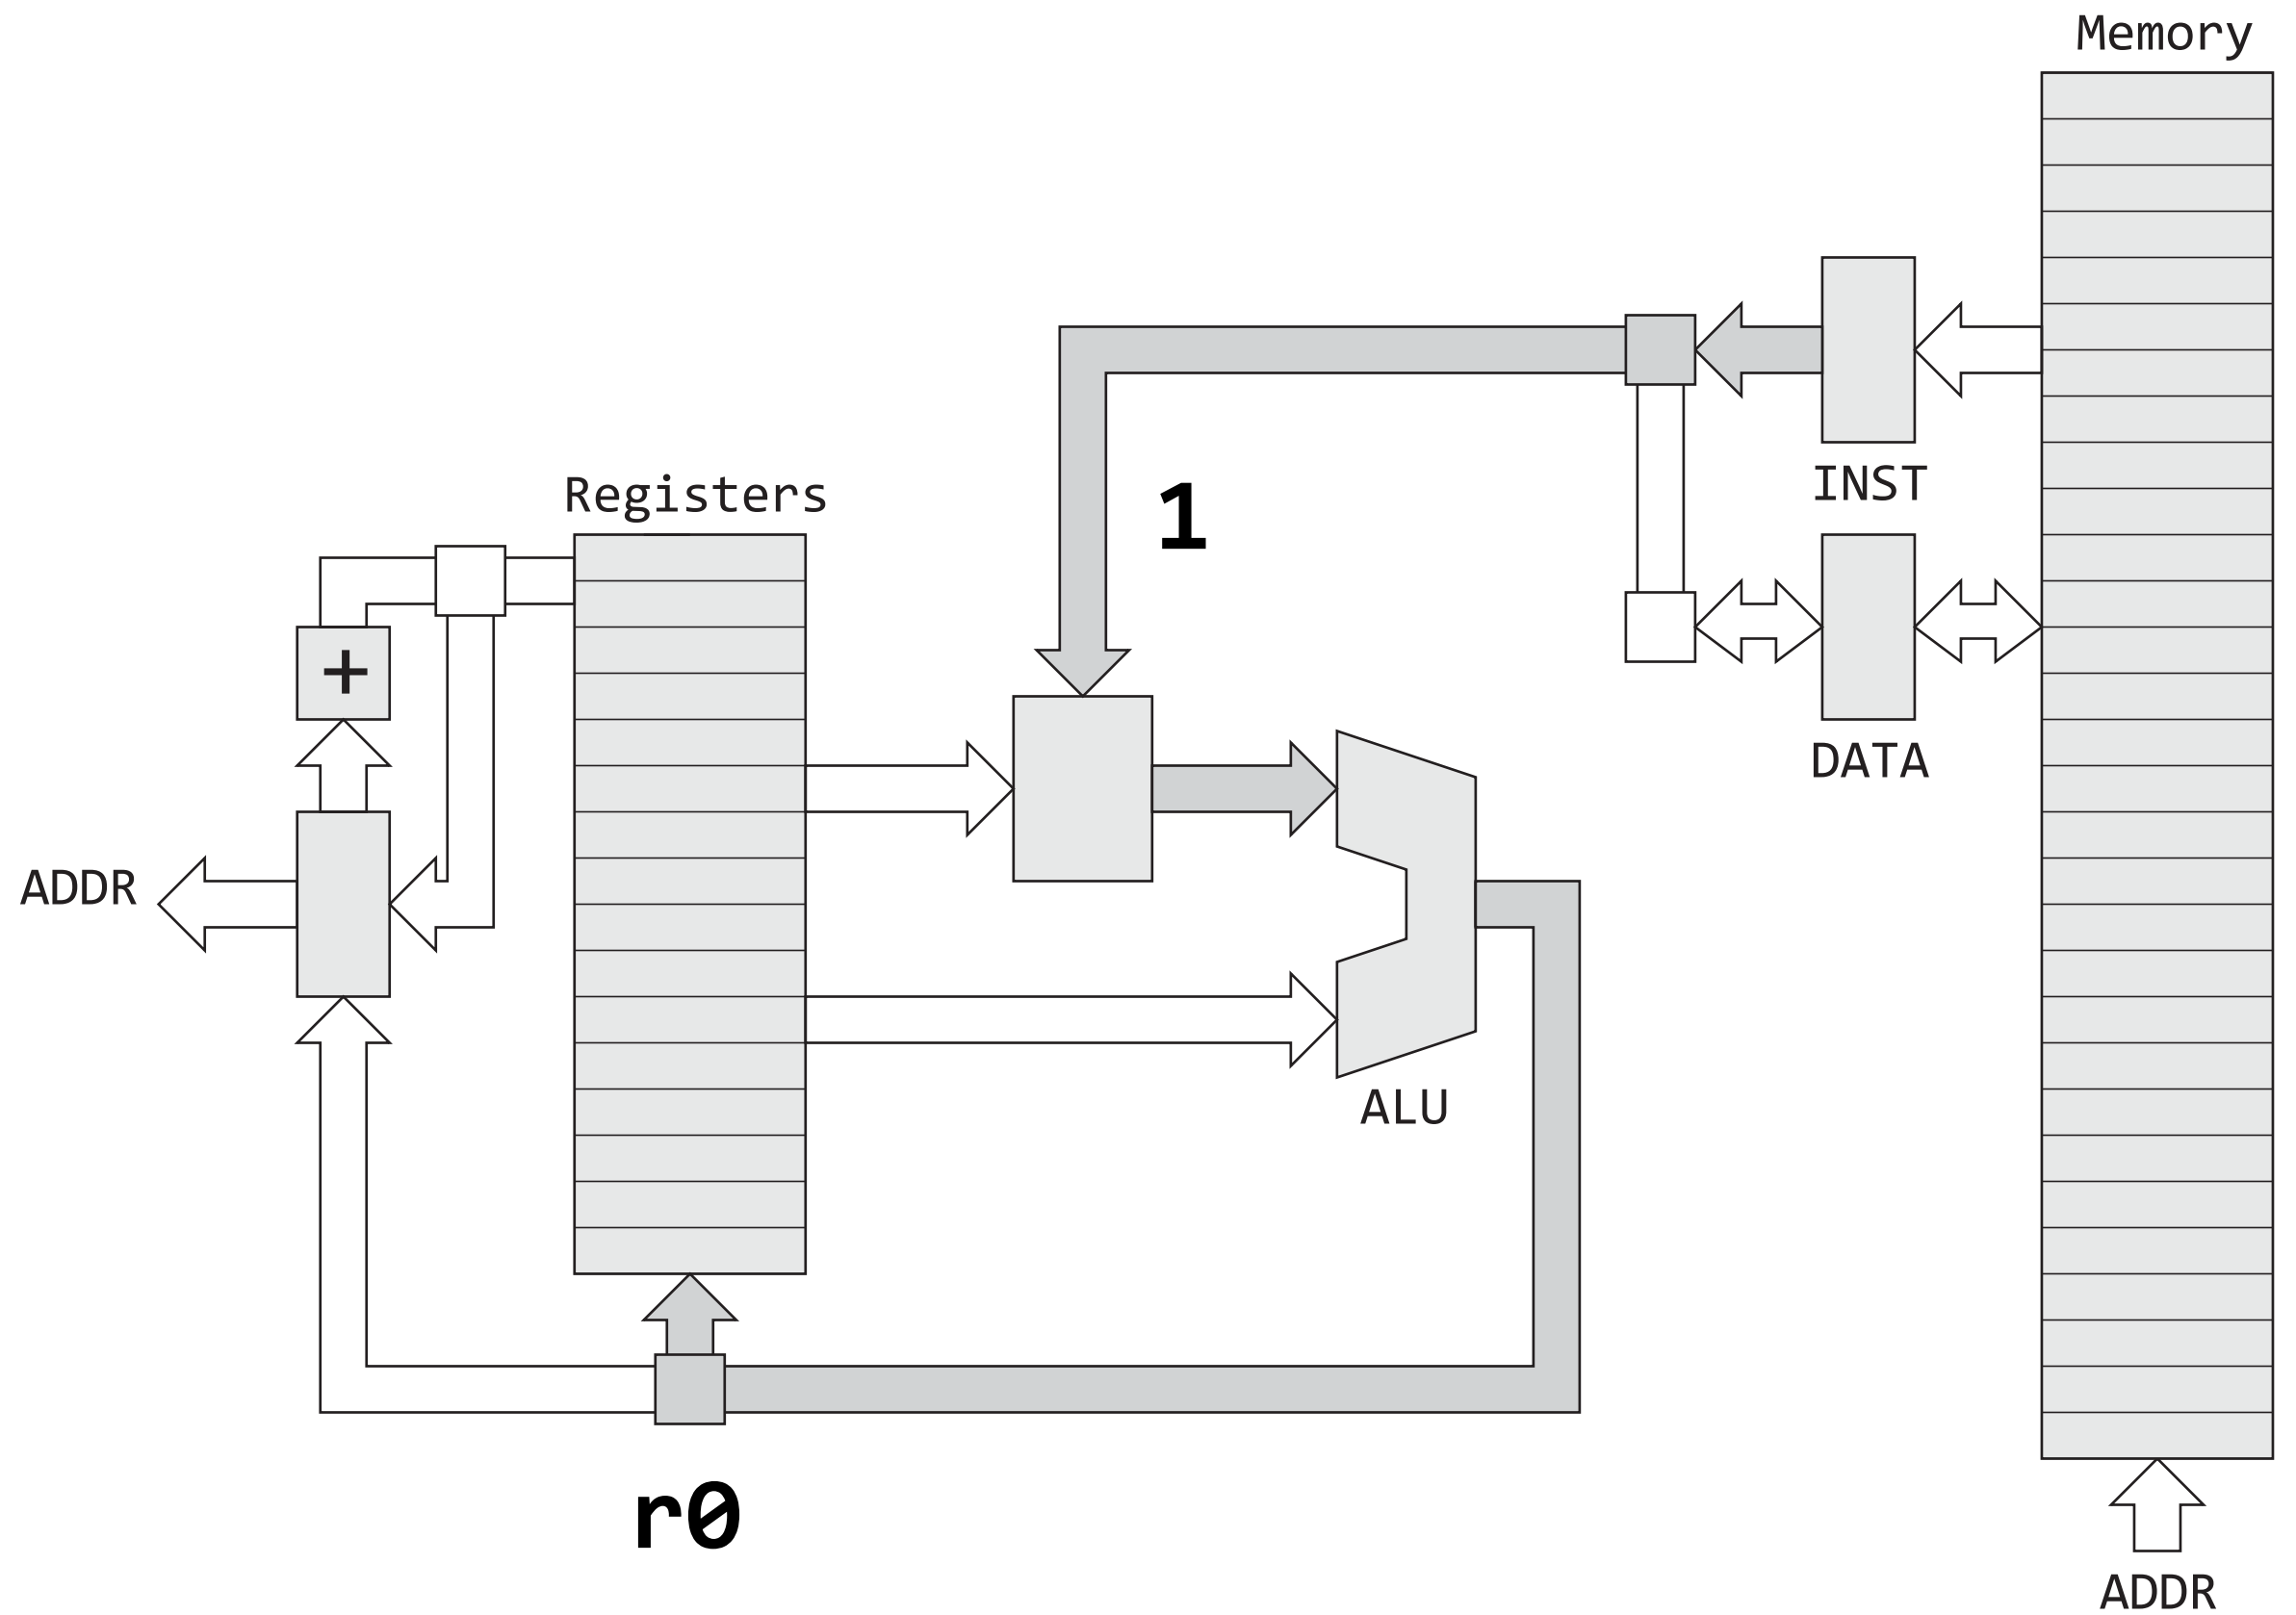 Memory
INST
Registers
1
+
DATA
ADDR
ALU
r0
ADDR